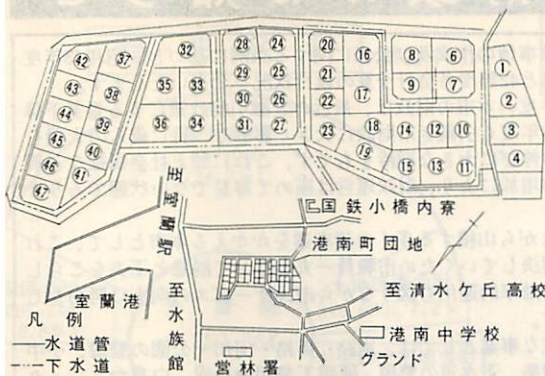 ㊷ ㊲
㊸ ㊳
㊹ ㊴
㊺ ㊵
㊻ ㊶
㊼
㉜
㉟ ㉝
㊱ ㉞
㉘ ㉔
㉙ ㉕
㉚ ㉖
㉛ ㉗
⑳ ⑯
㉑
㉒ ⑰
㉓ ⑱
⑲
⑧ ⑥
⑨ ⑦
⑭ ⑫ ⑩
⑮ ⑬ ⑪
①
②
③
④
至室蘭駅
国鉄小橋内寮
港南町団地
至清水ケ丘高校
室蘭港
至水族館
港南中学校
グランド
営林署
凡例
水道管
下水道